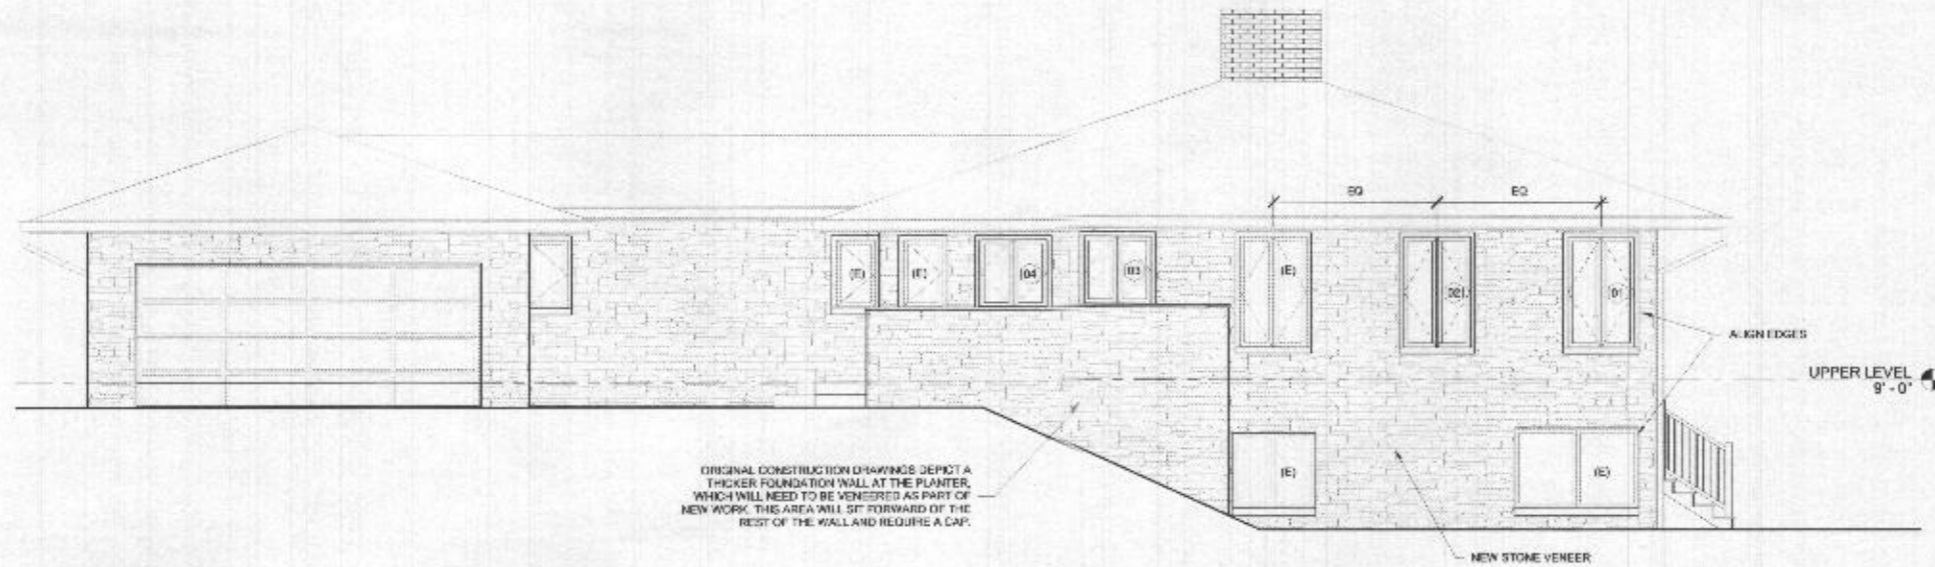 EQ
EQ
(E)
(E)
104
103
(E)
102
101
ALIGN EDGES
UPPER LEVEL
9' - 0"
(E)
(E)
ORIGINAL CONSTRUCTION DRAWINGS DEPICT A
THICKER FOUNDATION WALL AT THE PLANTER,
WHICH WILL NEED TO BE VENEERED AS PART OF
NEW WORK. THIS AREA WILL SIT FORWARD OF THE
REST OF THE WALL AND REQUIRE A CAP.
NEW STONE VENEER